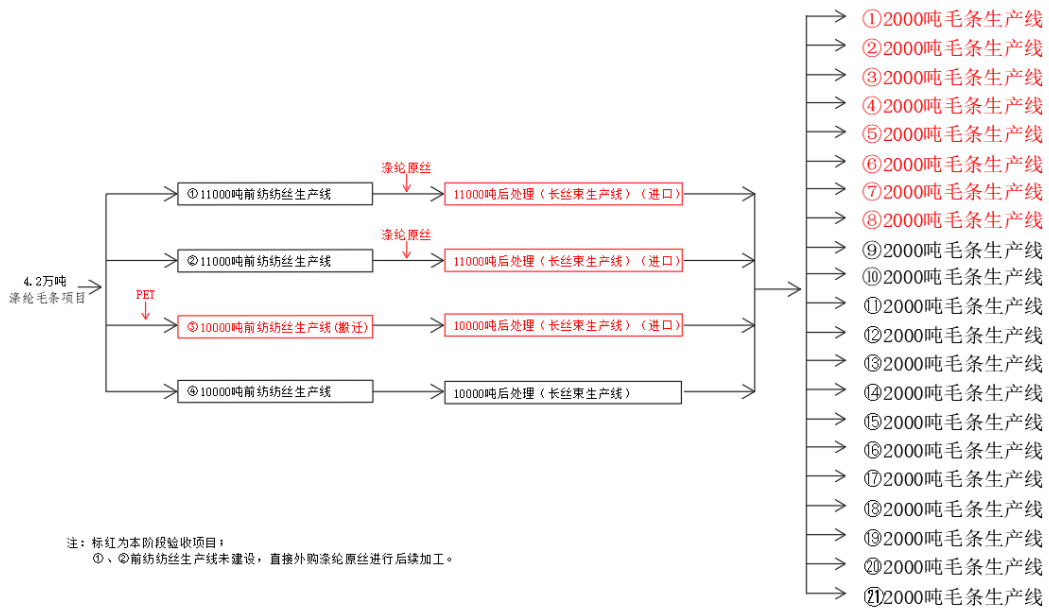 4.2万吨
涤纶毛条项目
①11000吨前纺纺丝生产线
涤纶原丝
11000吨后处理（长丝束生产线）(进口)
②11000吨前纺纺丝生产线
涤纶原丝
11000吨后处理（长丝束生产线）(进口)
PET
③10000吨前纺纺丝生产线(搬迁)
10000吨后处理（长丝束生产线）(进口)
④10000吨前纺纺丝生产线
10000吨后处理（长丝束生产线）
①2000吨毛条生产线
②2000吨毛条生产线
③2000吨毛条生产线
④2000吨毛条生产线
⑤2000吨毛条生产线
⑥2000吨毛条生产线
⑦2000吨毛条生产线
⑧2000吨毛条生产线
⑨2000吨毛条生产线
⑩2000吨毛条生产线
⑪2000吨毛条生产线
⑫2000吨毛条生产线
⑬2000吨毛条生产线
⑭2000吨毛条生产线
⑮2000吨毛条生产线
⑯2000吨毛条生产线
⑰2000吨毛条生产线
⑱2000吨毛条生产线
⑲2000吨毛条生产线
⑳2000吨毛条生产线
㉑2000吨毛条生产线
注：标红为本阶段验收项目；
①、②前纺纺丝生产线未建设，直接外购涤纶原丝进行后续加工。